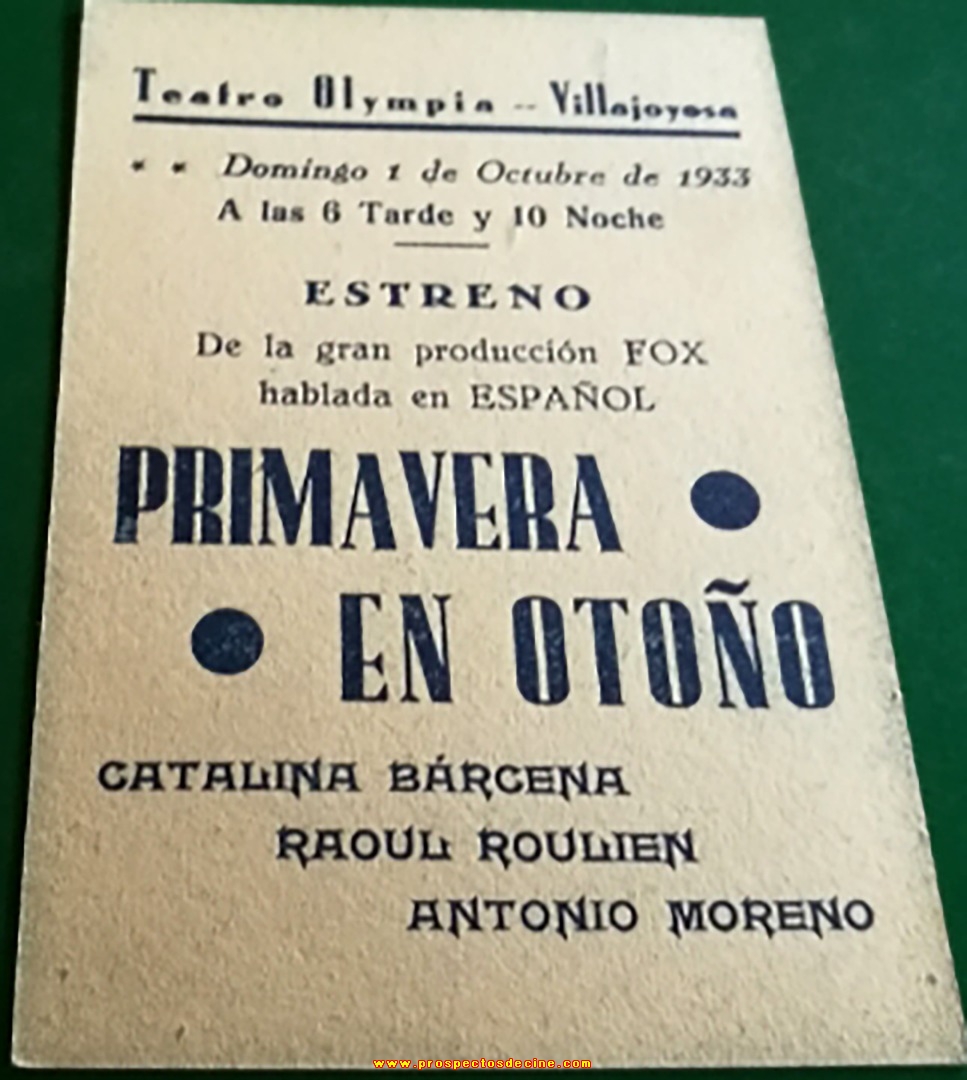 Teatro Olympia -- Villajoyosa
* * Domingo 1 de Octubre de 1933
A las 6 Tarde y 10 Noche
ESTRENO
De la gran producción FOX
hablada en ESPAÑOL
PRIMAVERA
EN OTOÑO
CATALINA BÁRCENA
RAOUL ROULIEN
ANTONIO MORENO
www.prospectosdecine.com